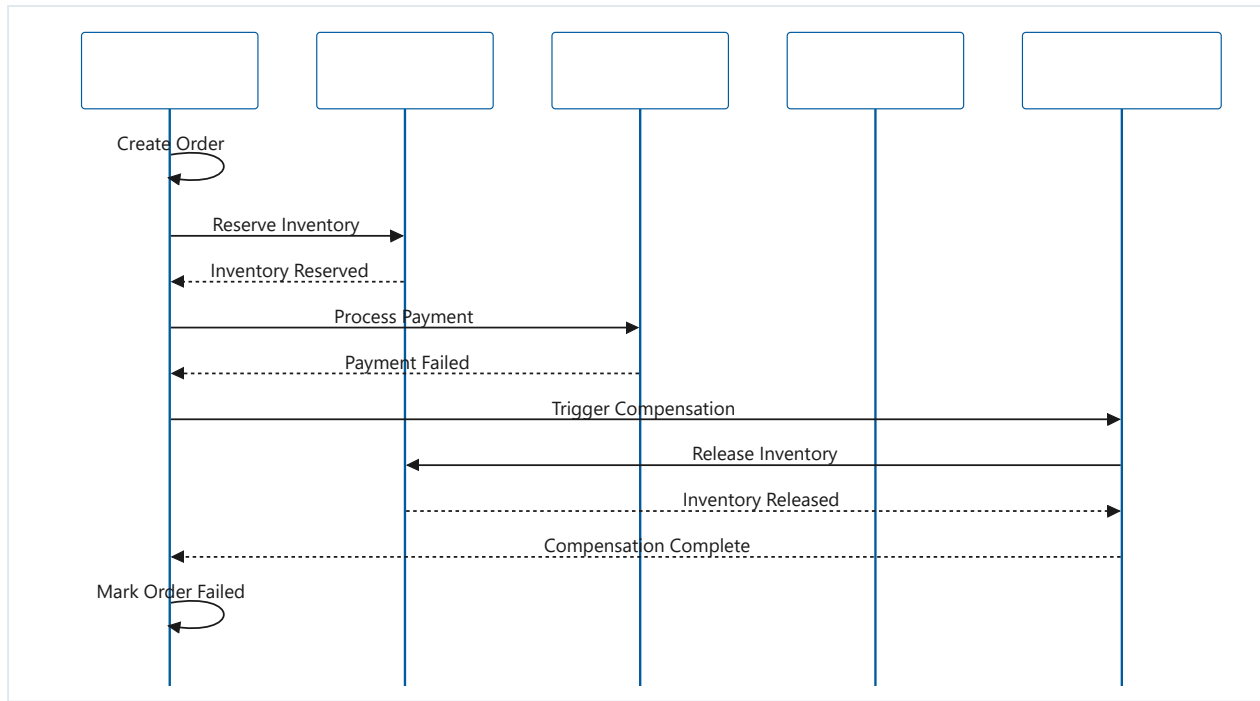 Create Order
Reserve Inventory
Inventory Reserved
Process Payment
Payment Failed
Trigger Compensation
Release Inventory
Inventory Released
Compensation Complete
Mark Order Failed